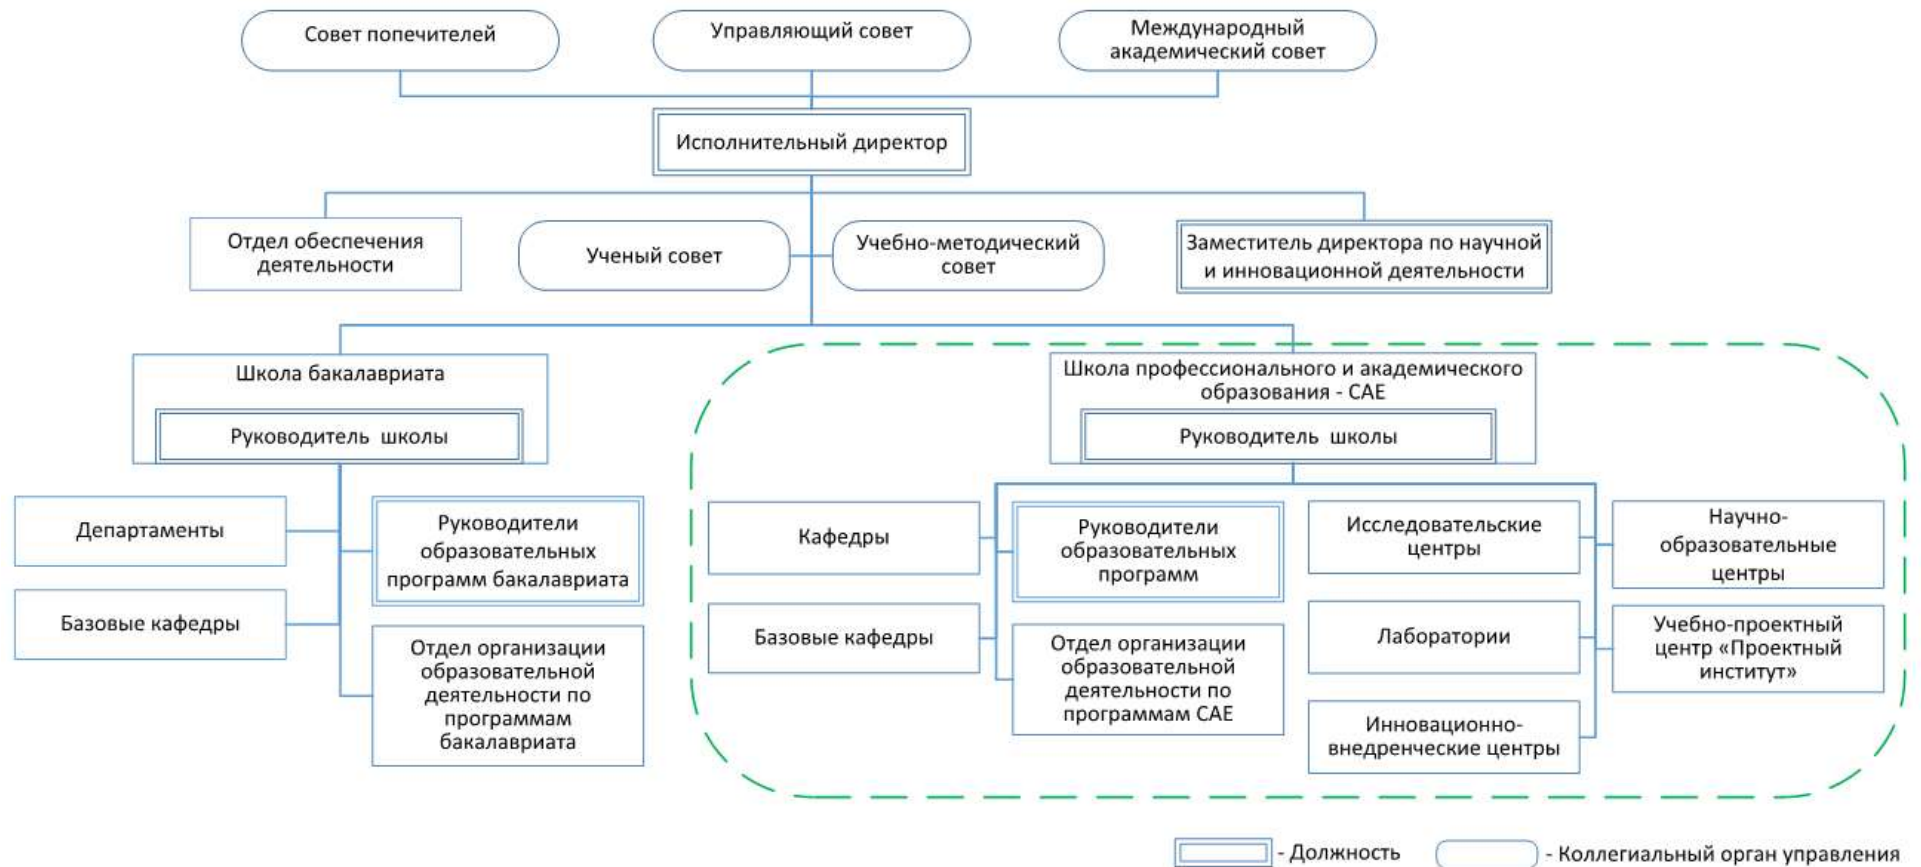 Совет попечителей
Управляющий совет
Международный
академический совет
Исполнительный директор
Отдел обеспечения
деятельности
Ученый совет
Учебно-методический
совет
Заместитель директора по научной
и инновационной деятельности
Школа бакалавриата
Руководитель школы
Школа профессионального и академического
образования - САЕ
Руководитель школы
Департаменты
Базовые кафедры
Руководители
образовательных
программ бакалавриата
Отдел организации
образовательной
деятельности по
программам
бакалавриата
Кафедры
Базовые кафедры
Руководители
образовательных
программ
Отдел организации
образовательной
деятельности по
программам САЕ
Исследовательские
центры
Лаборатории
Инновационно-
внедренческие центры
Научно-
образовательные
центры
Учебно-проектный
центр «Проектный
институт»
- Должность
- Коллегиальный орган управления